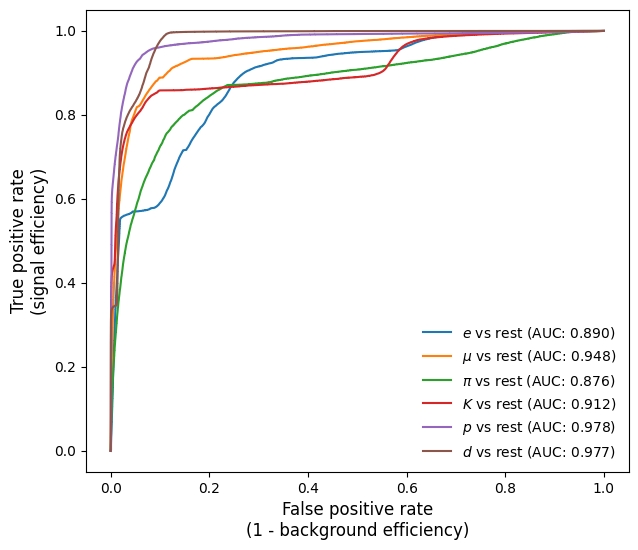 True positive rate
(signal efficiency)
1.0
0.8
0.6
0.4
0.2
0.0
e vs rest (AUC: 0.890)
μ vs rest (AUC: 0.948)
π vs rest (AUC: 0.876)
K vs rest (AUC: 0.912)
p vs rest (AUC: 0.978)
d vs rest (AUC: 0.977)
0.0 0.2 0.4 0.6 0.8 1.0
False positive rate
(1 - background efficiency)